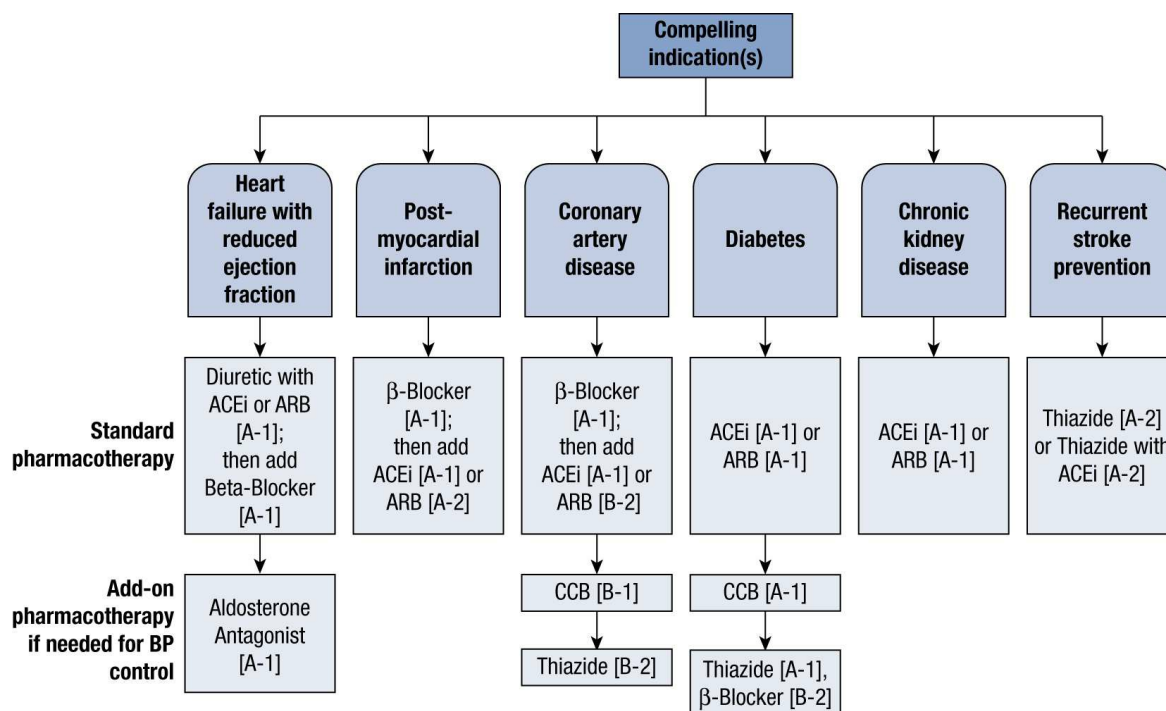 Compelling
indication(s)
Heart
failure with
reduced
ejection
fraction
Post-
myocardial
infarction
Coronary
artery
disease
Diabetes
Chronic
kidney
disease
Recurrent
stroke
prevention
Standard
pharmacotherapy
Diuretic with
ACEi or ARB
[A-1];
then add
Beta-Blocker
[A-1]
β-Blocker
[A-1];
then add
ACEi [A-1] or
ARB [A-2]
β-Blocker
[A-1];
then add
ACEi [A-1] or
ARB [B-2]
ACEi [A-1] or
ARB [A-1]
ACEi [A-1] or
ARB [A-1]
Thiazide [A-2]
or Thiazide with
ACEi [A-2]
Add-on
pharmacotherapy
if needed for BP
control
Aldosterone
Antagonist
[A-1]
CCB [B-1]
Thiazide [B-2]
CCB [A-1]
Thiazide [A-1],
β-Blocker [B-2]